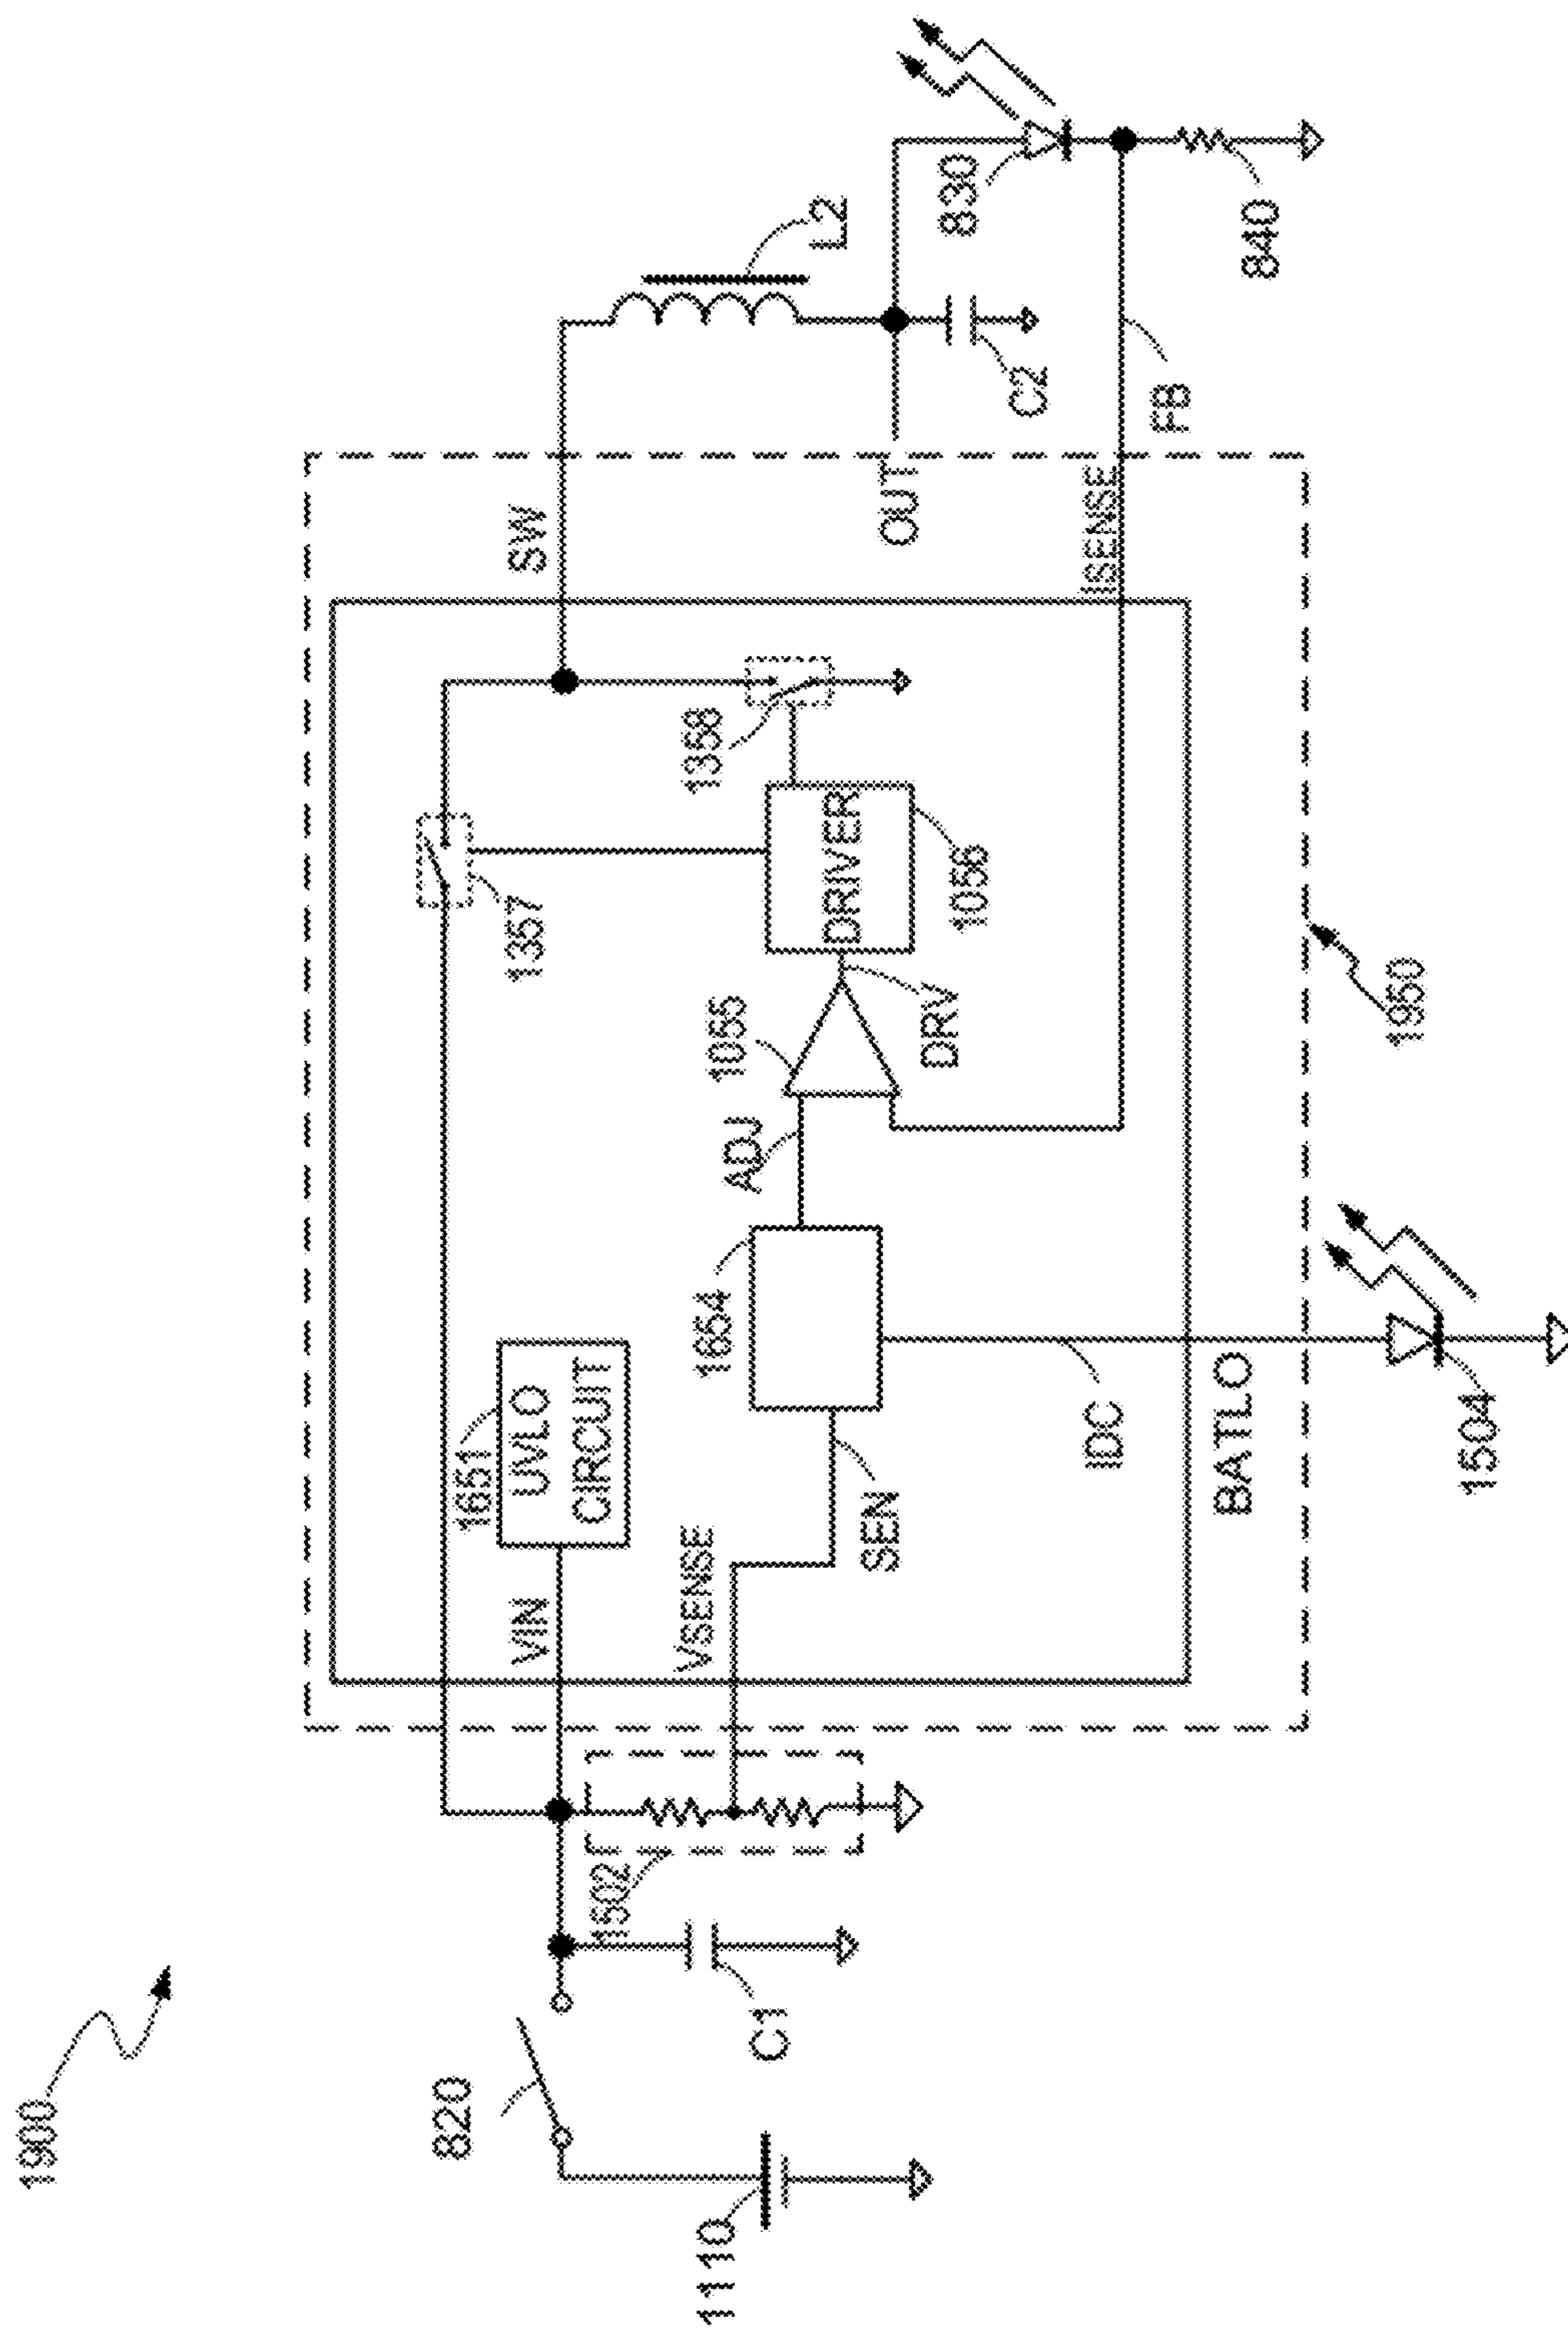 1900
820
1110
C1
1502
VIN
VSENSE
1651
UVLO
CIRCUIT
SEN
1654
IDC
BATLO
1504
ADJ
1055
DRV
DRIVER
1056
1357
1358
SW
OUT
ISENSE
FB
L2
C2
830
840
1950